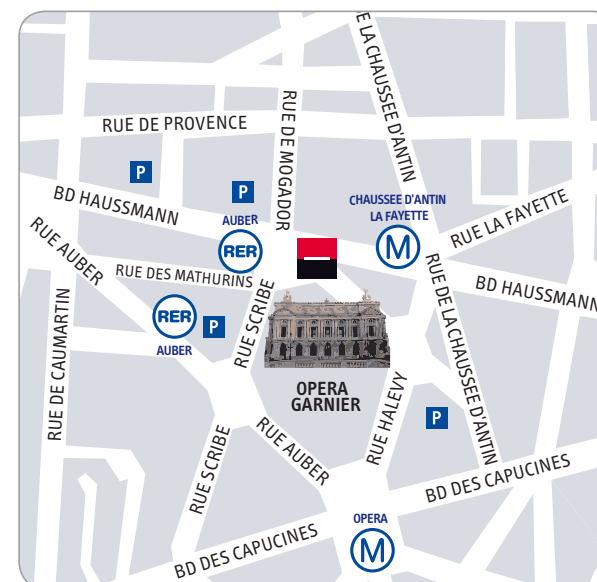 E LA CHAUSSEE D'ANTIN
RUE DE PROVENCE
RUE DE MOGADOR
P
P
BD HAUSSMANN
AUBER
RER
CHAUSSEE D'ANTIN
LA FAYETTE
M
RUE LA FAYETTE
RUE AUBER
RUE DES MATHURINS
BD HAUSSMANN
RUE DE LA CHAUSSEE D'ANTIN
RER
AUBER
P
RUE SCRIBE
RUE DE CAUMARTIN
OPERA
GARNIER
RUE HALEVY
P
RUE SCRIBE
RUE AUBER
BD DES CAPUCINES
BD DES CAPUCINES
OPERA
M